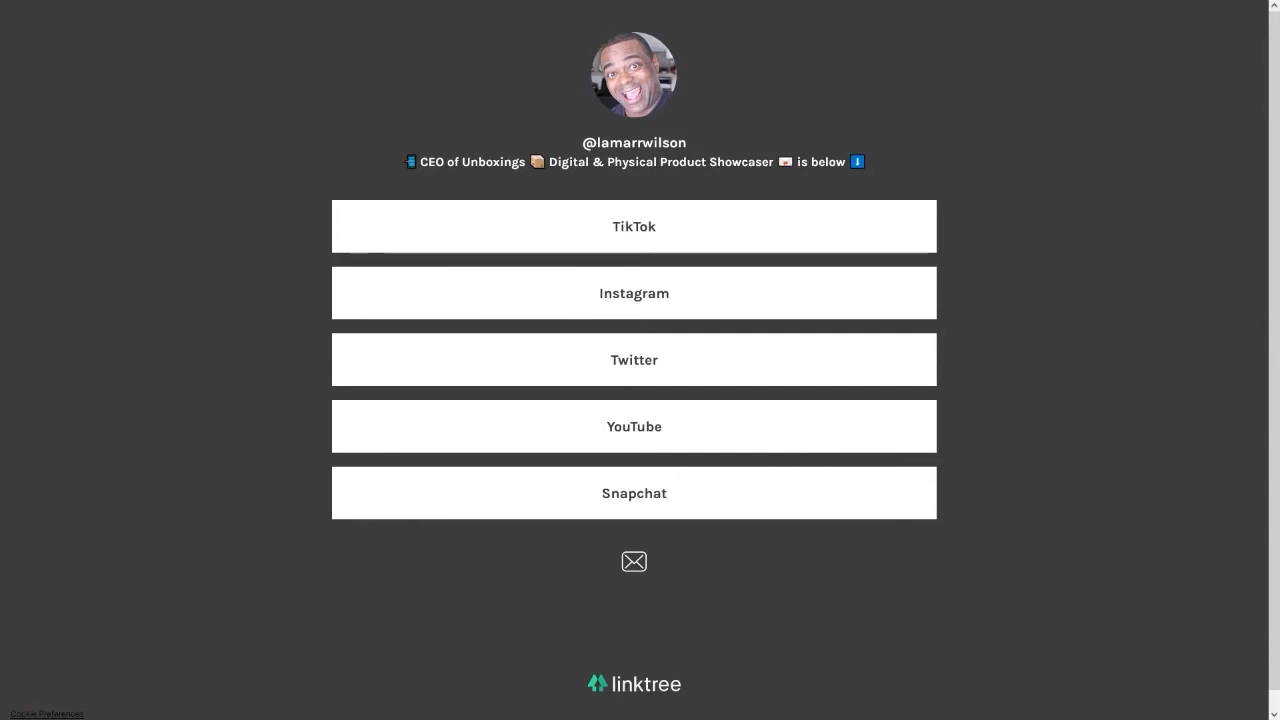 @lamarrwilson
📲 CEO of Unboxings 📦 Digital & Physical Product Showcaser 📧 is below ⬇️
TikTok
Instagram
Twitter
YouTube
Snapchat
linktree
Cookie Preferences